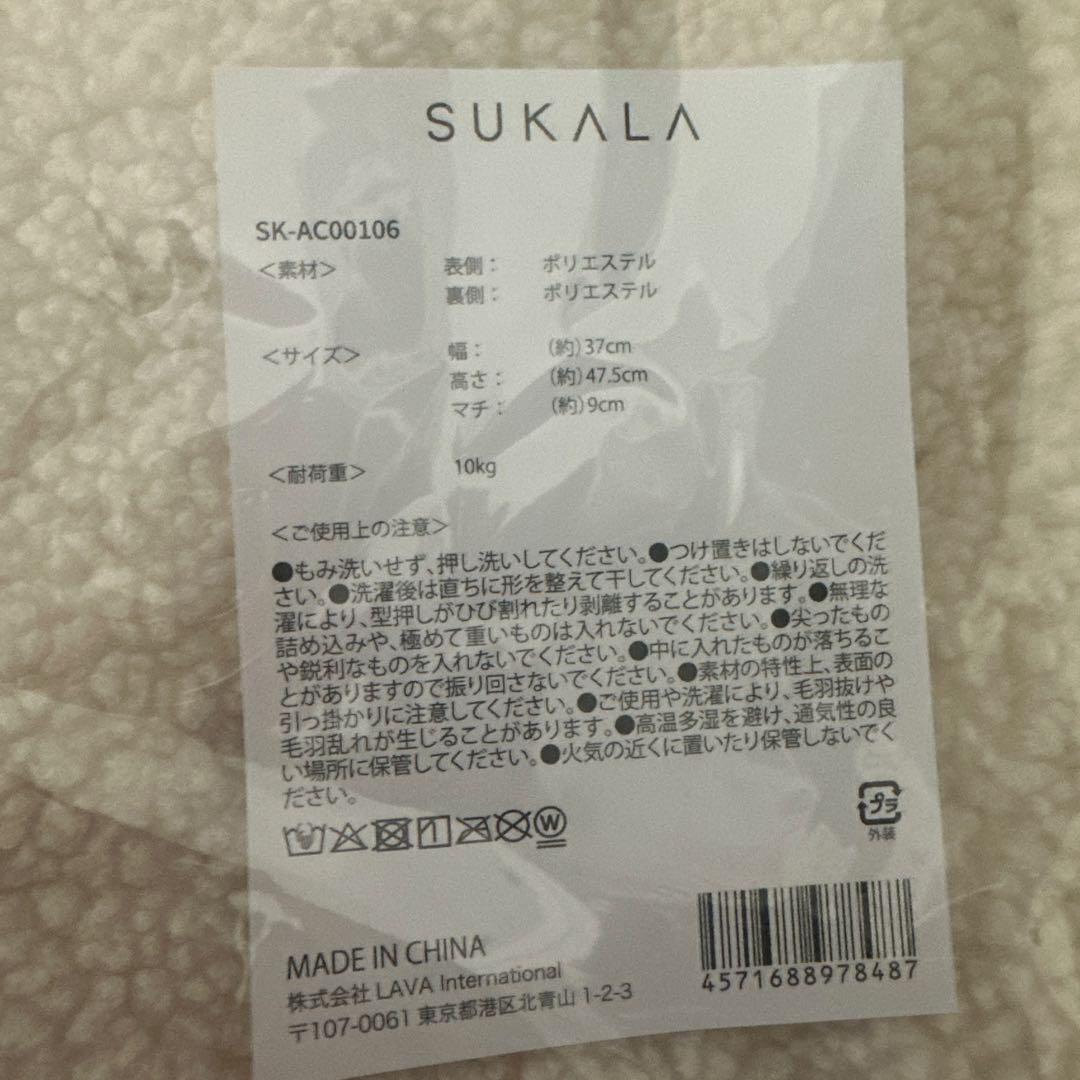 SUKALA
SK-AC00106
＜素材＞ 表側： ポリエステル
裏側： ポリエステル
＜サイズ＞ 幅： （約）37cm
高さ： （約）47.5cm
マチ： （約）9cm
＜耐荷重＞ 10kg
＜ご使用上の注意＞
●もみ洗いせず、押し洗いしてください。●つけ置きはしないでくだ
さい。●洗濯後は直ちに形を整えて干してください。●繰り返しの洗
濯により、型押しがひび割れたり剥離することがあります。●無理な
詰め込みや、極めて重いものは入れないでください。●尖ったもの
や鋭利なものを入れないでください。●中に入れたものが落ちるこ
とがありますので振り回さないでください。●素材の特性上、表面の
引っ掛かりに注意してください。●ご使用や洗濯により、毛羽抜けや
毛羽乱れが生じることがあります。●高温多湿を避け、通気性の良
い場所に保管してください。●火気の近くに置いたり保管しないでく
ださい。
W
プラ
外装
MADE IN CHINA
株式会社 LAVA International
〒107-0061 東京都港区北青山 1-2-3
4571688978487